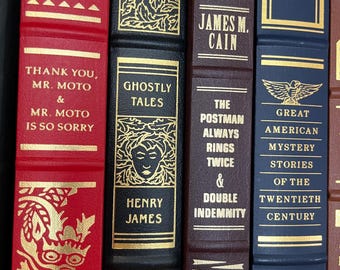 THANK YOU,
MR. MOTO
&
MR. MOTO
IS SO SORRY
GHOSTLY
TALES
HENRY
JAMES
JAMES M.
CAIN
THE
POSTMAN
ALWAYS
RINGS
TWICE
&
DOUBLE
INDEMNITY
GREAT
AMERICAN
MYSTERY
STORIES
OF THE
TWENTIETH
CENTURY